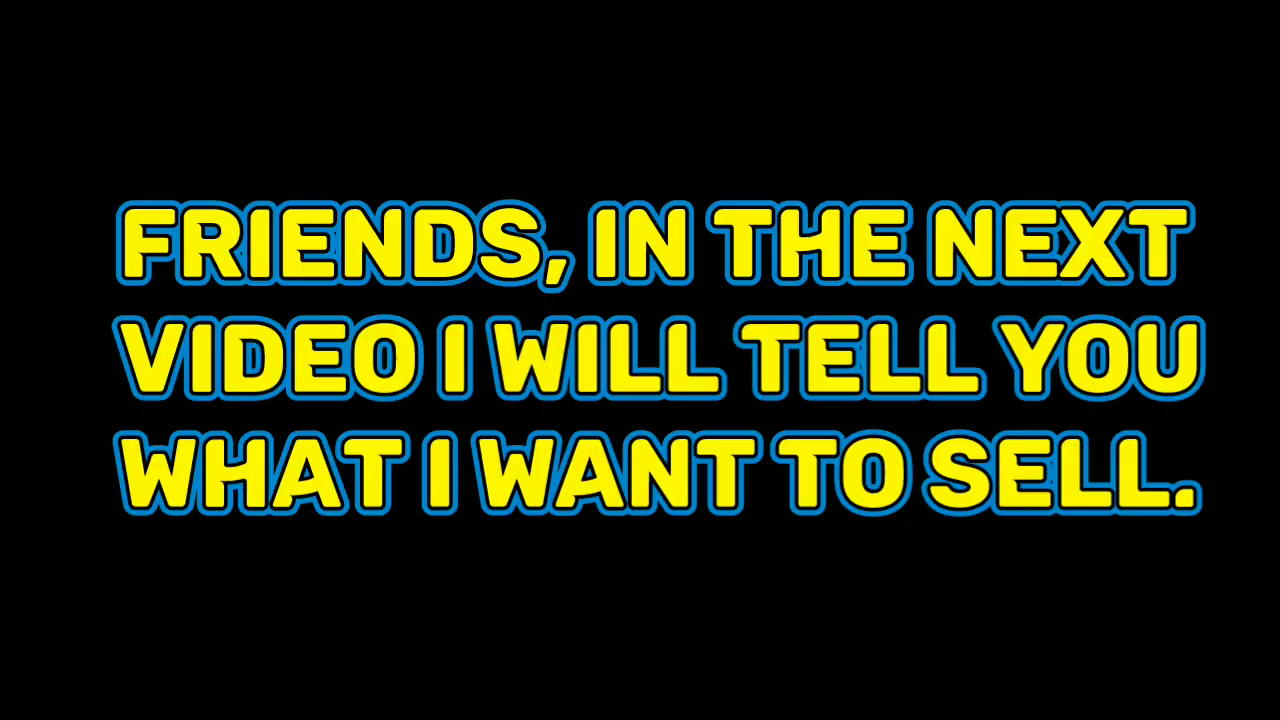 FRIENDS, IN THE NEXT
VIDEO I WILL TELL YOU
WHAT I WANT TO SELL.